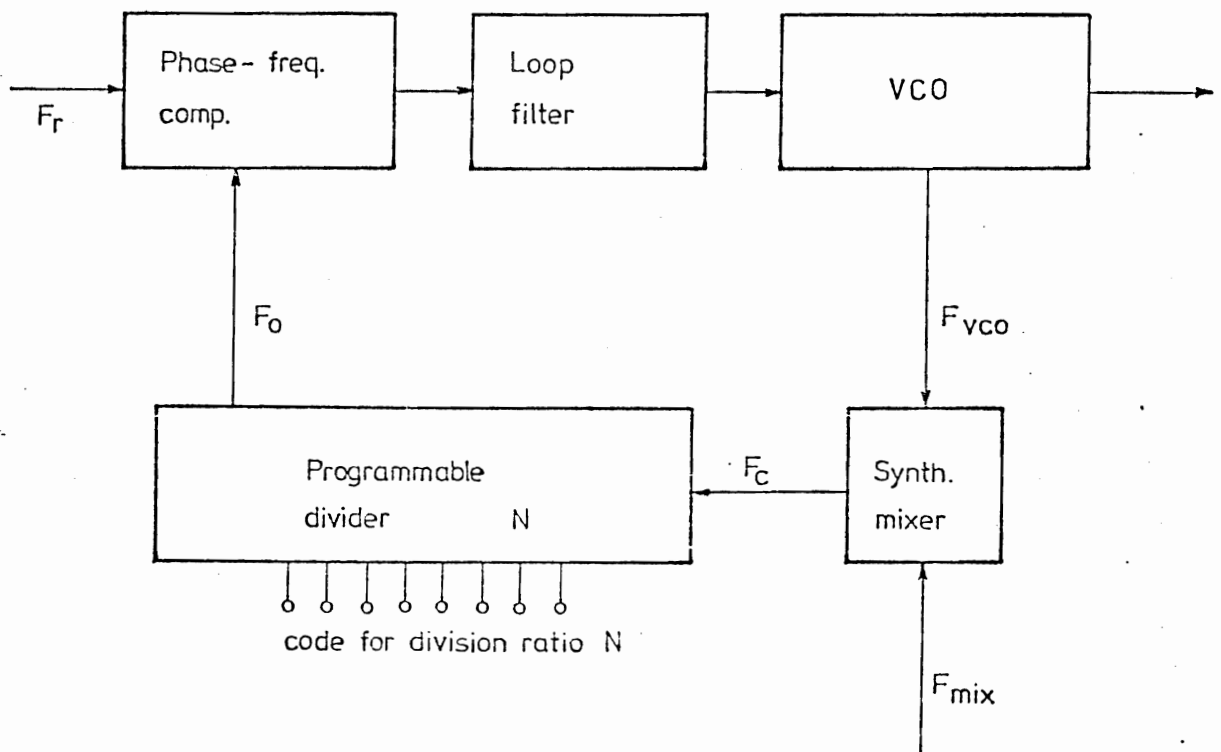 Phase-freq.
comp.
Loop
filter
VCO
Fr
Fo
Fvco
Programmable
divider N
Fc
Synth.
mixer
code for division ratio N
Fmix